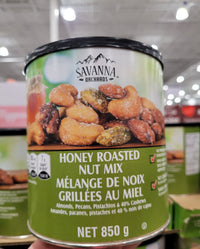 SAVANNA
ORCHARDS
HONEY ROASTED
NUT MIX
MÉLANGE DE NOIX
GRILLÉES AU MIEL
Almonds, Pecans, Pistachios & 40% Cashews
Amandes, pacanes, pistaches et 40 % noix de cajou
NET 850 g